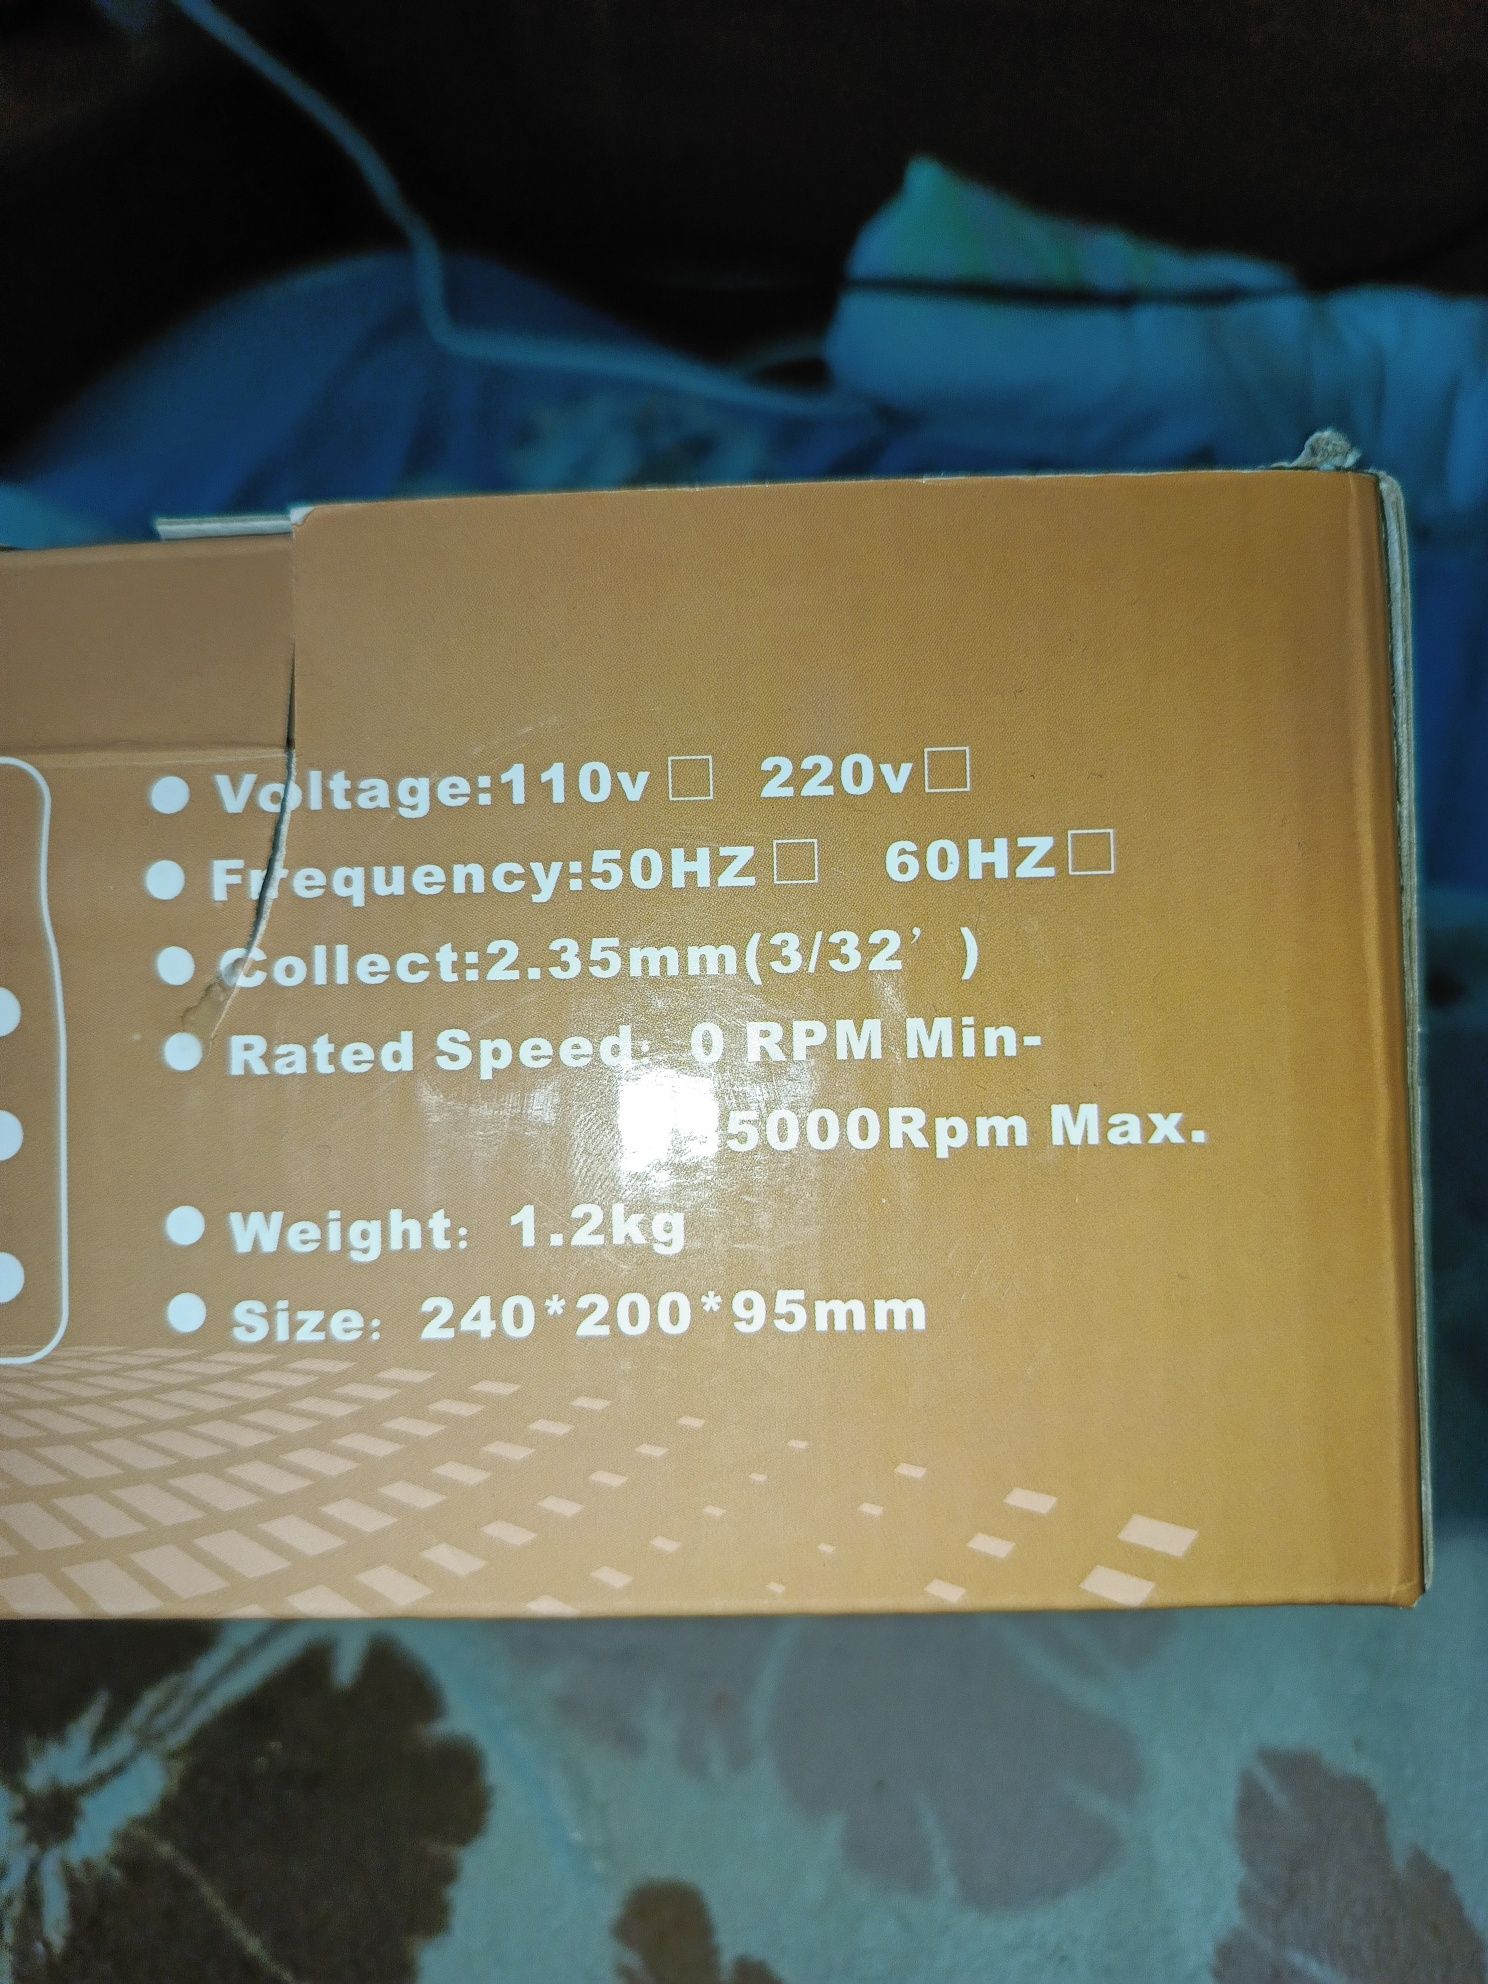 Voltage:110v☐ 220v☐
Frequency:50HZ☐ 60HZ☐
Collect:2.35mm(3/32’ )
Rated Speed: 0 RPM Min-
5000Rpm Max.
Weight: 1.2kg
Size: 240*200*95mm